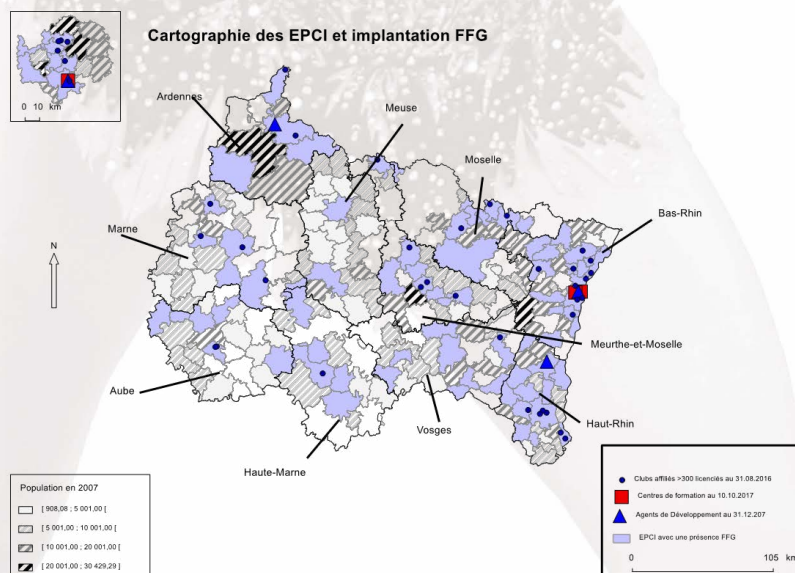 Cartographie des EPCI et implantation FFG
0 10 km
Ardennes
Meuse
Moselle
Bas-Rhin
Marne
N
Meurthe-et-Moselle
Aube
Haut-Rhin
Vosges
Haute-Marne
Population en 2007
[ 908,08 ; 5 001,00 [
[ 5 001,00 ; 10 001,00 [
[ 10 001,00 ; 20 001,00 [
[ 20 001,00 ; 30 429,29 ]
Clubs affiliés >300 licenciés au 31.08.2016
Centres de formation au 10.10.2017
Agents de Développement au 31.12.207
EPCI avec une présence FFG
0 105 km